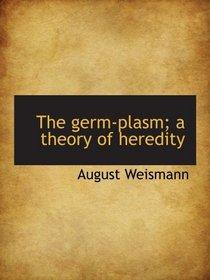 The germ-plasm; a
theory of heredity
August Weismann